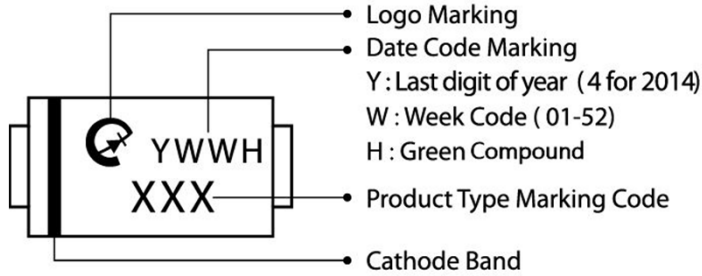 Logo Marking
Date Code Marking
Y : Last digit of year ( 4 for 2014)
W : Week Code ( 01-52)
H : Green Compound
YWWH
XXX
Product Type Marking Code
Cathode Band